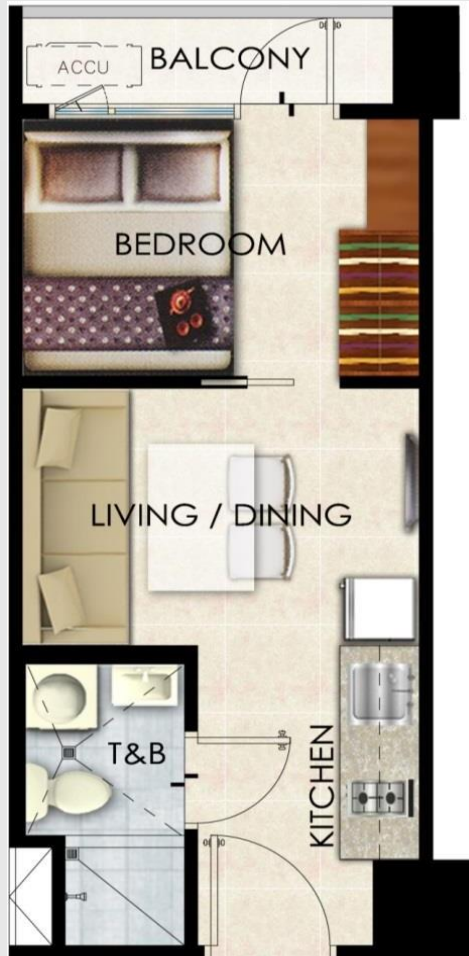 BALCONY
ACCU
BEDROOM
LIVING / DINING
T&B
KITCHEN